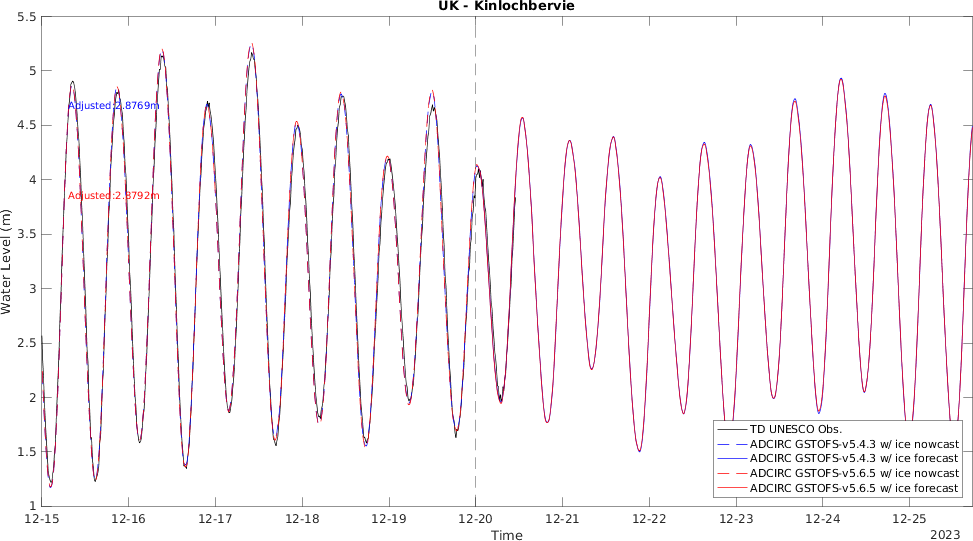 UK - Kinlochbervie
5.5
5
4.5
4
3.5
3
2.5
2
1.5
1
Water Level (m)
Adjusted:2.8769m
Adjusted:2.8792m
TD UNESCO Obs.
ADCIRC GSTOFS-v5.4.3 w/ ice nowcast
ADCIRC GSTOFS-v5.4.3 w/ ice forecast
ADCIRC GSTOFS-v5.6.5 w/ ice nowcast
ADCIRC GSTOFS-v5.6.5 w/ ice forecast
12-15 12-16 12-17 12-18 12-19 12-20 12-21 12-22 12-23 12-24 12-25
Time
2023